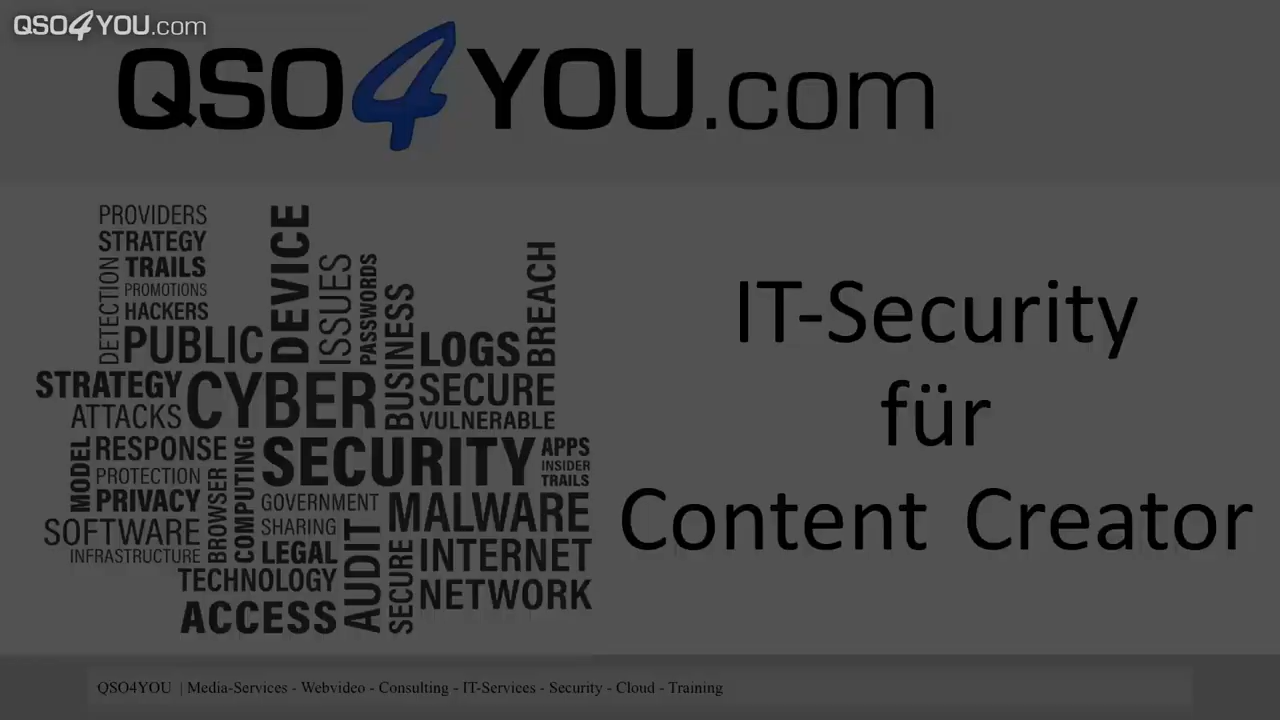 QSO4YOU.com
QSO4YOU.com
PROVIDERS
STRATEGY
TRAILS
PROMOTIONS
HACKERS
DETECTION
PUBLIC
DEVICE
ISSUES
PASSWORDS
BUSINESS
LOGS
BREACH
STRATEGY
CYBER
SECURE
ATTACKS
VULNERABLE
MODEL
RESPONSE
SECURITY
APPS
PROTECTION
INSIDER
TRAILS
PRIVACY
BROWSER
COMPUTING
GOVERNMENT
MALWARE
SOFTWARE
SHARING
INFRASTRUCTURE
LEGAL
AUDIT
SECURE
INTERNET
TECHNOLOGY
NETWORK
ACCESS
IT-Security
für
Content Creator
QSO4YOU | Media-Services - Webvideo - Consulting - IT-Services - Security - Cloud - Training